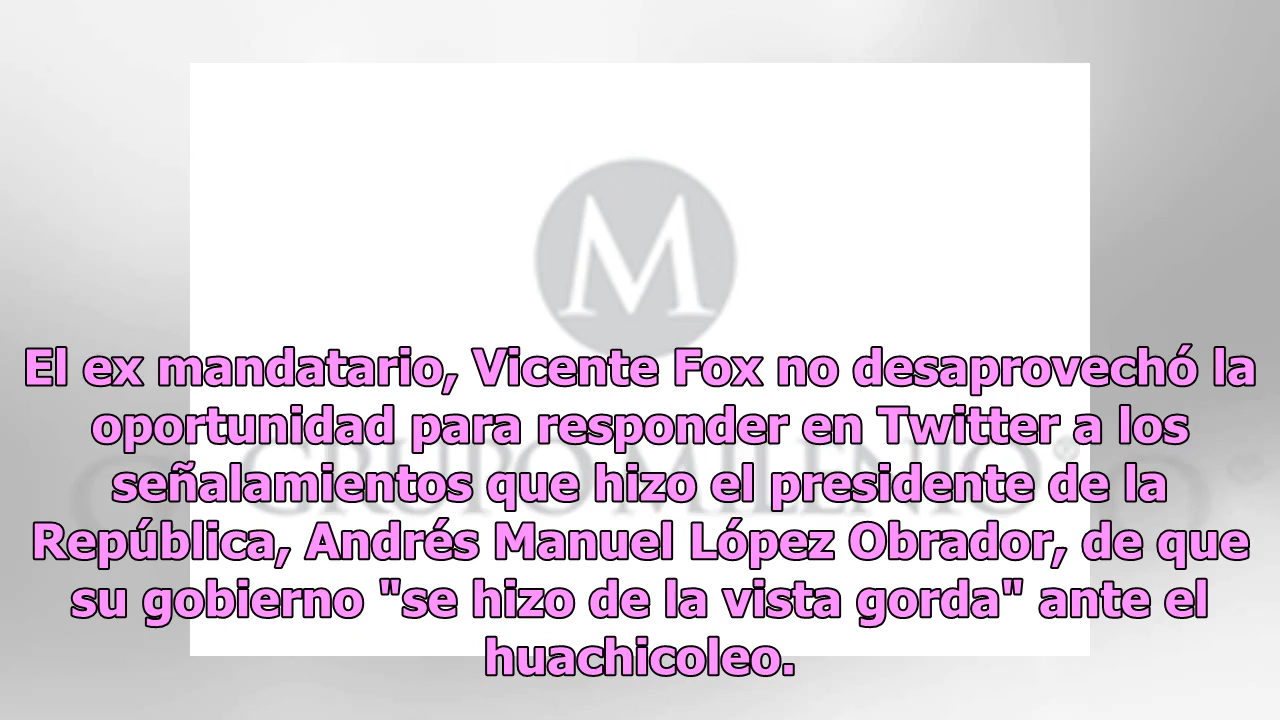 M
El ex mandatario, Vicente Fox no desaprovechó la
oportunidad para responder en Twitter a los
GRUPO MILENIO
señalamientos que hizo el presidente de la
República, Andrés Manuel López Obrador, de que
su gobierno "se hizo de la vista gorda" ante el
huachicoleo.